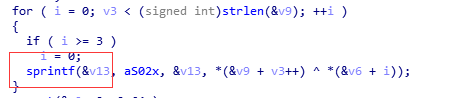 for ( i = 0; v3 < (signed int)strlen(&v9); ++i )
{
if ( i >= 3 )
i = 0;
sprintf(&v13, aS02x, &v13, *(&v9 + v3++) ^ *(&v6 + i));
}